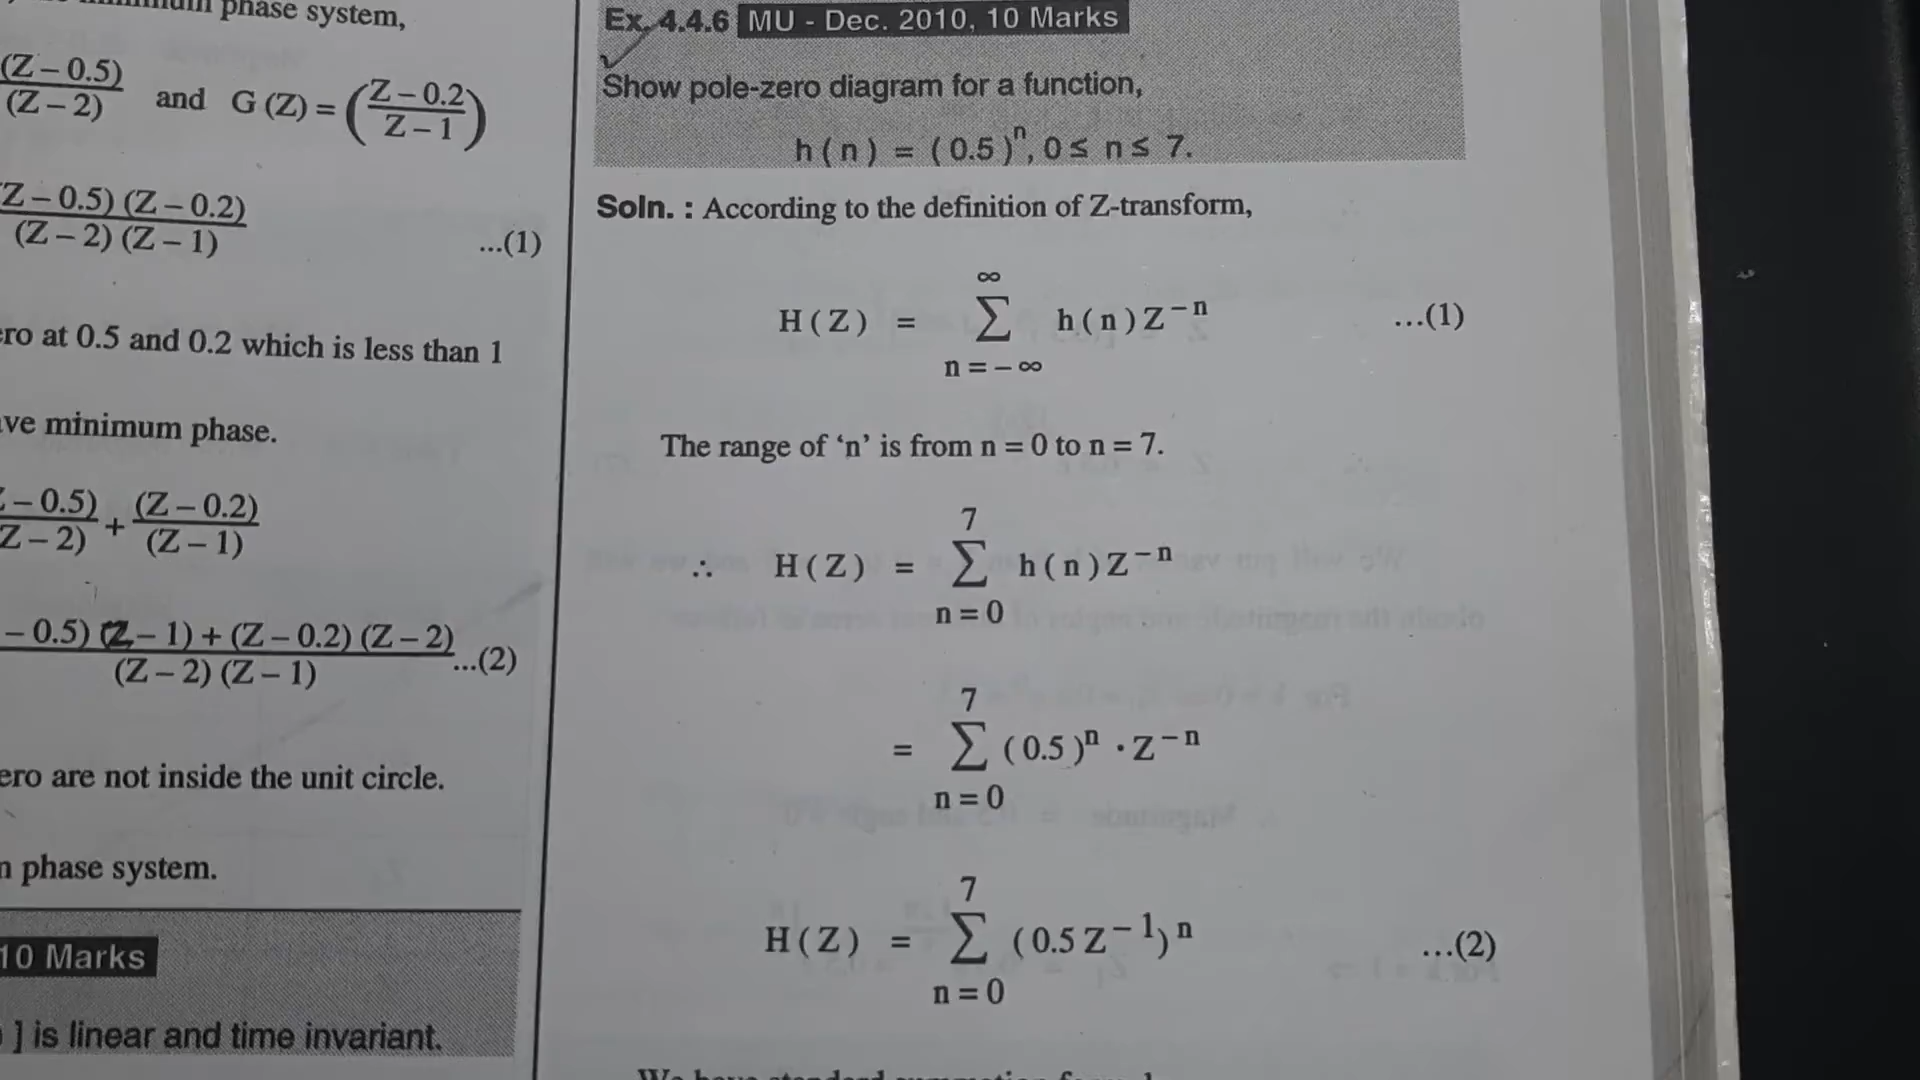 phase system,
(Z – 0.5)
(Z – 2) and G (Z) = (Z – 0.2
Z – 1)
Z – 0.5) (Z – 0.2)
(Z – 2) (Z – 1) ...(1)
ero at 0.5 and 0.2 which is less than 1
ve minimum phase.
– 0.5) + (Z – 0.2)
Z – 2) (Z – 1)
– 0.5) (Z – 1) + (Z – 0.2) (Z – 2)
(Z – 2) (Z – 1) ...(2)
ero are not inside the unit circle.
n phase system.
10 Marks
] is linear and time invariant.
Ex. 4.4.6 MU - Dec. 2010, 10 Marks
Show pole-zero diagram for a function,
h ( n ) = ( 0.5 )ⁿ, 0 ≤ n ≤ 7.
Soln. : According to the definition of Z-transform,
∞
H ( Z ) = Σ h ( n ) Z⁻ⁿ ...(1)
n = – ∞
The range of ‘n’ is from n = 0 to n = 7.
7
∴ H ( Z ) = Σ h ( n ) Z⁻ⁿ
n = 0
7
= Σ ( 0.5 )ⁿ · Z⁻ⁿ
n = 0
7
H ( Z ) = Σ ( 0.5 Z⁻¹ ) ⁿ ...(2)
n = 0